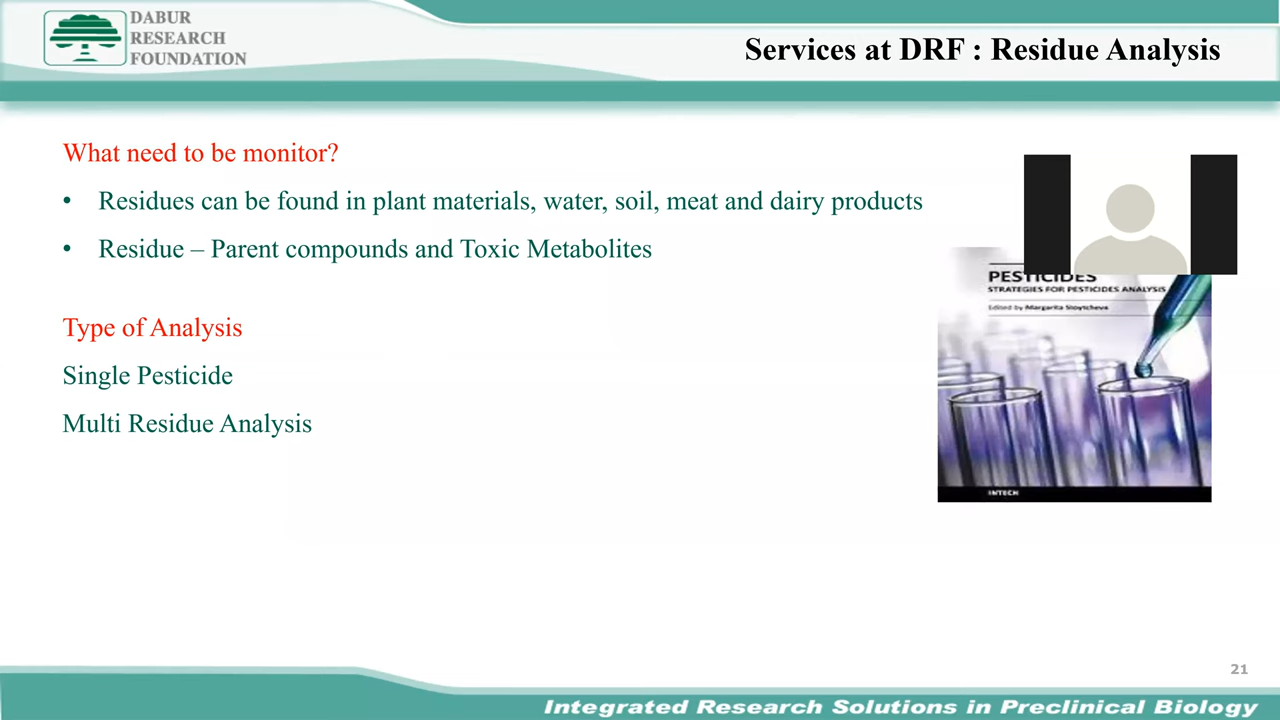 DABUR
RESEARCH
FOUNDATION
Services at DRF : Residue Analysis
What need to be monitor?
• Residues can be found in plant materials, water, soil, meat and dairy products
• Residue – Parent compounds and Toxic Metabolites
PESTICIDES
STRATEGIES FOR PESTICIDES ANALYSIS
Edited by Margarita Stoytcheva
Type of Analysis
Single Pesticide
Multi Residue Analysis
INTECH
21
Integrated Research Solutions in Preclinical Biology